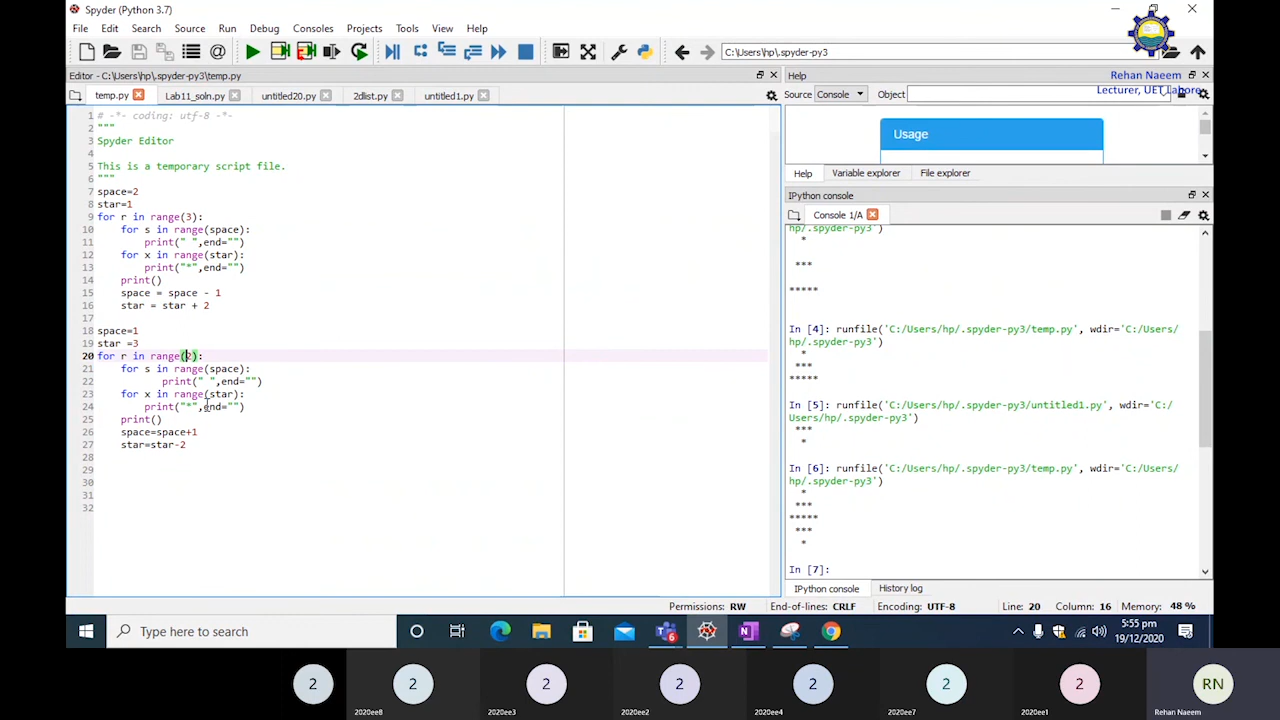 Spyder (Python 3.7)
File Edit Search Source Run Debug Consoles Projects Tools View Help
C:\Users\hp\.spyder-py3
Editor - C:\Users\hp\.spyder-py3\temp.py
Help
Rehan Naeem
Lecturer, UET Lahore
temp.py Lab11_soln.py untitled20.py 2dlist.py untitled1.py
Source Console Object
Usage
Help Variable explorer File explorer
IPython console
Console 1/A
1 # -*- coding: utf-8 -*-
2 """
3 Spyder Editor
4
5 This is a temporary script file.
6 """
7 space=2
8 star=1
9 for r in range(3):
10 for s in range(space):
11 print(" ",end="")
12 for x in range(star):
13 print("*",end="")
14 print()
15 space = space - 1
16 star = star + 2
17
18 space=1
19 star =3
20 for r in range(2):
21 for s in range(space):
22 print(" ",end="")
23 for x in range(star):
24 print("*",end="")
25 print()
26 space=space+1
27 star=star-2
28
29
30
31
32
hp/.spyder-py3')
*
***
*****
In [4]: runfile('C:/Users/hp/.spyder-py3/temp.py', wdir='C:/Users/
hp/.spyder-py3')
*
***
*****
In [5]: runfile('C:/Users/hp/.spyder-py3/untitled1.py', wdir='C:/
Users/hp/.spyder-py3')
***
*
In [6]: runfile('C:/Users/hp/.spyder-py3/temp.py', wdir='C:/Users/
hp/.spyder-py3')
*
***
*****
***
*
In [7]:
IPython console History log
Permissions: RW End-of-lines: CRLF Encoding: UTF-8 Line: 20 Column: 16 Memory: 48 %
Type here to search
6
5:55 pm
19/12/2020
2 2 2 2 2 2 2 RN
2020ee8 2020ee3 2020ee2 2020ee4 2020ee7 2020ee1 Rehan Naeem